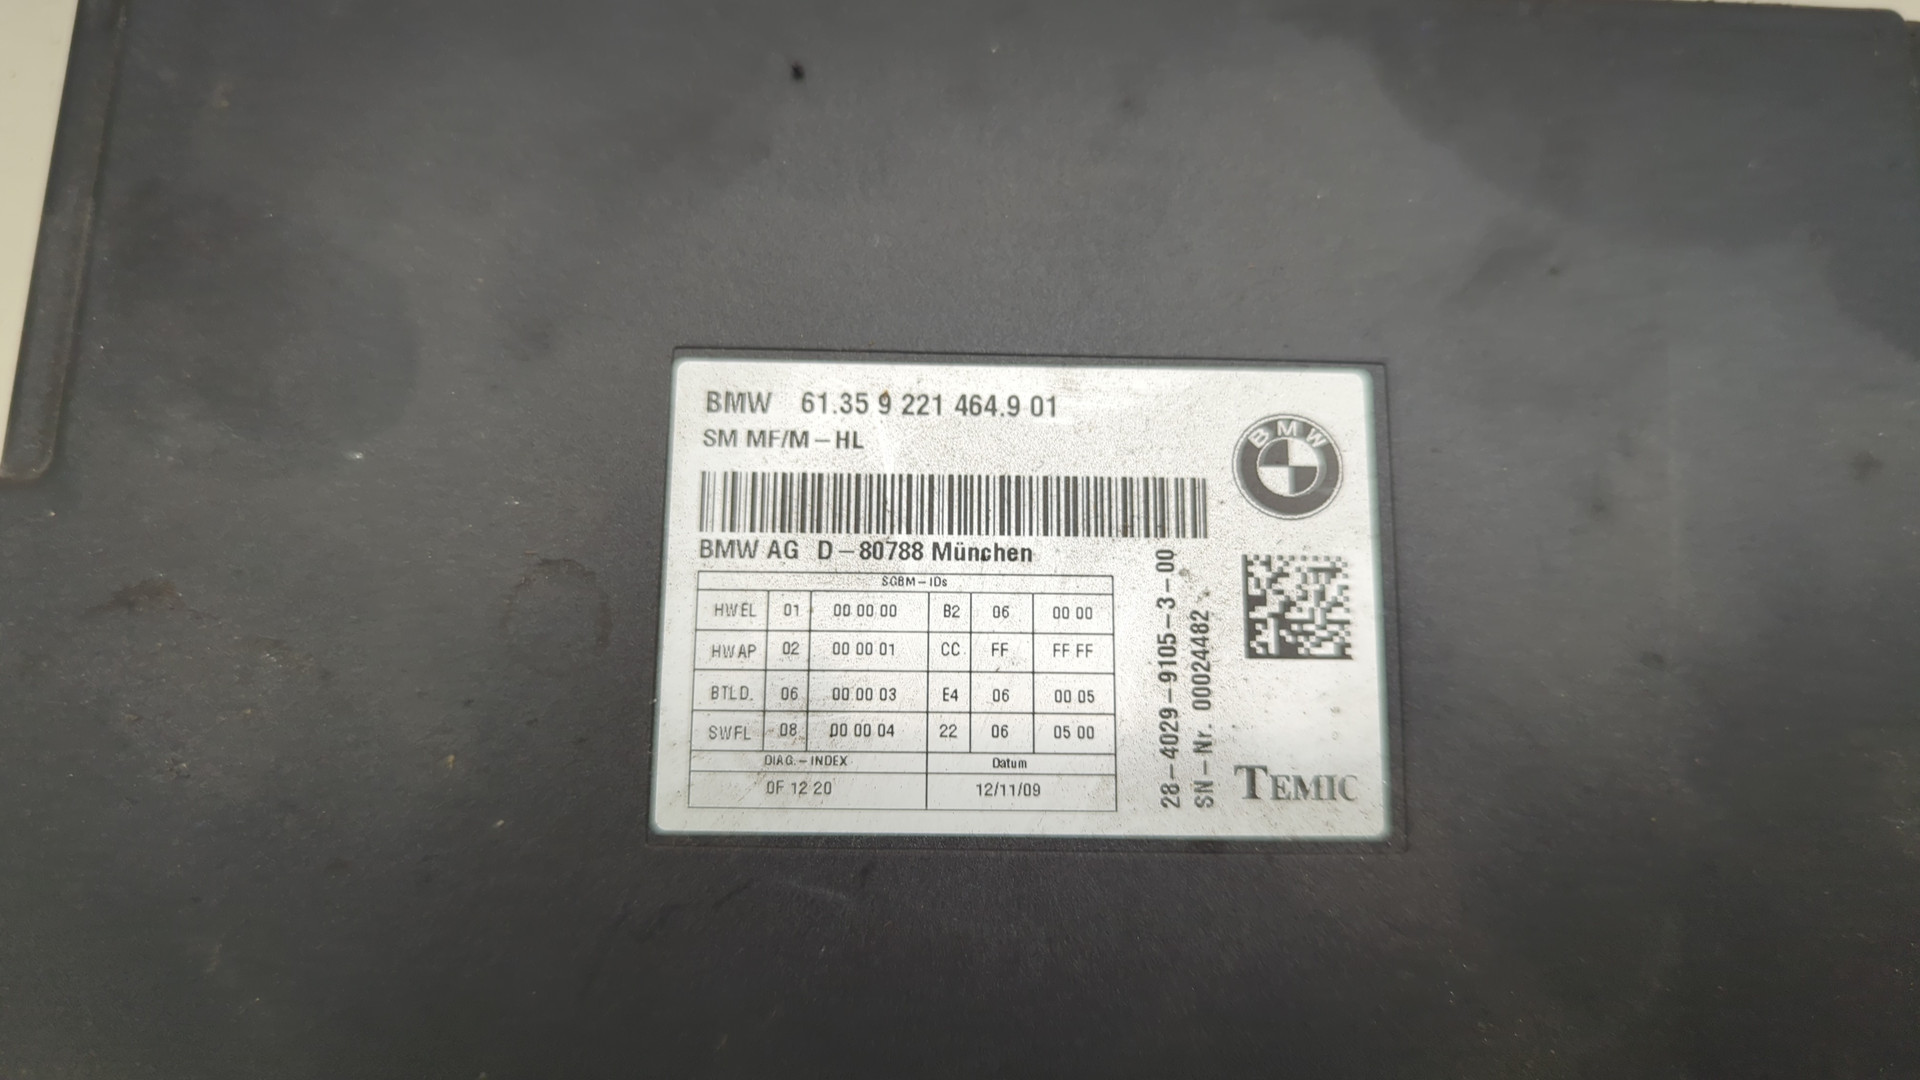 BMW 61.35 9 221 464.9 01
SM MF/M-HL
BMW
BMW AG D-80788 München
SGBM-IDs
HWEL 01 00 00 00 B2 06 00 00
HWAP 02 00 00 01 CC FF FF FF
BTLD. 06 00 00 03 E4 06 00 05
SWFL 08 00 00 04 22 06 05 00
DIAG.-INDEX Datum
0F 12 20 12/11/09
28-4029-9105-3-00
SN-Nr. 00024482
TEMIC